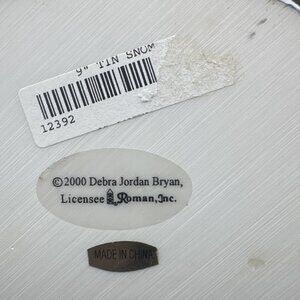 9" TIN SNOW
12392
©2000 Debra Jordan Bryan,
Licensee Roman, Inc.
MADE IN CHINA